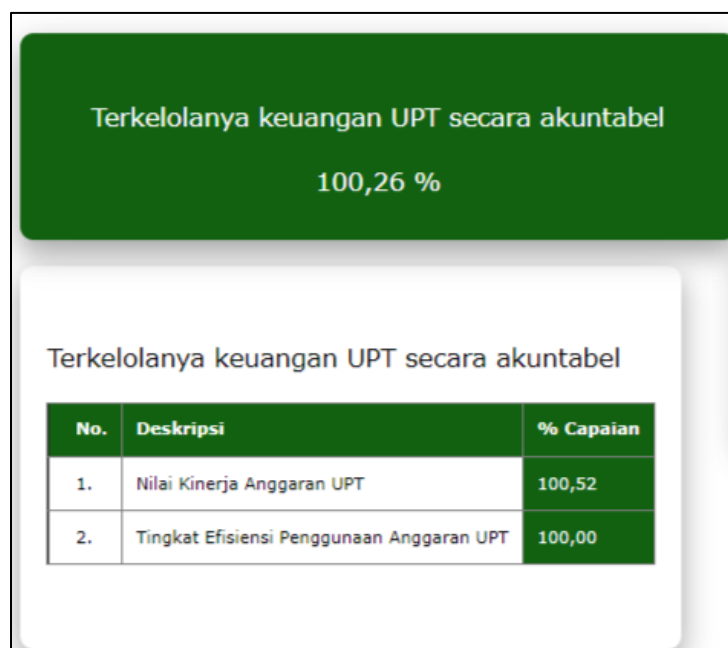 Terkelolanya keuangan UPT secara akuntabel
100,26 %
Terkelolanya keuangan UPT secara akuntabel
No. Deskripsi % Capaian
1. Nilai Kinerja Anggaran UPT 100,52
2. Tingkat Efisiensi Penggunaan Anggaran UPT 100,00